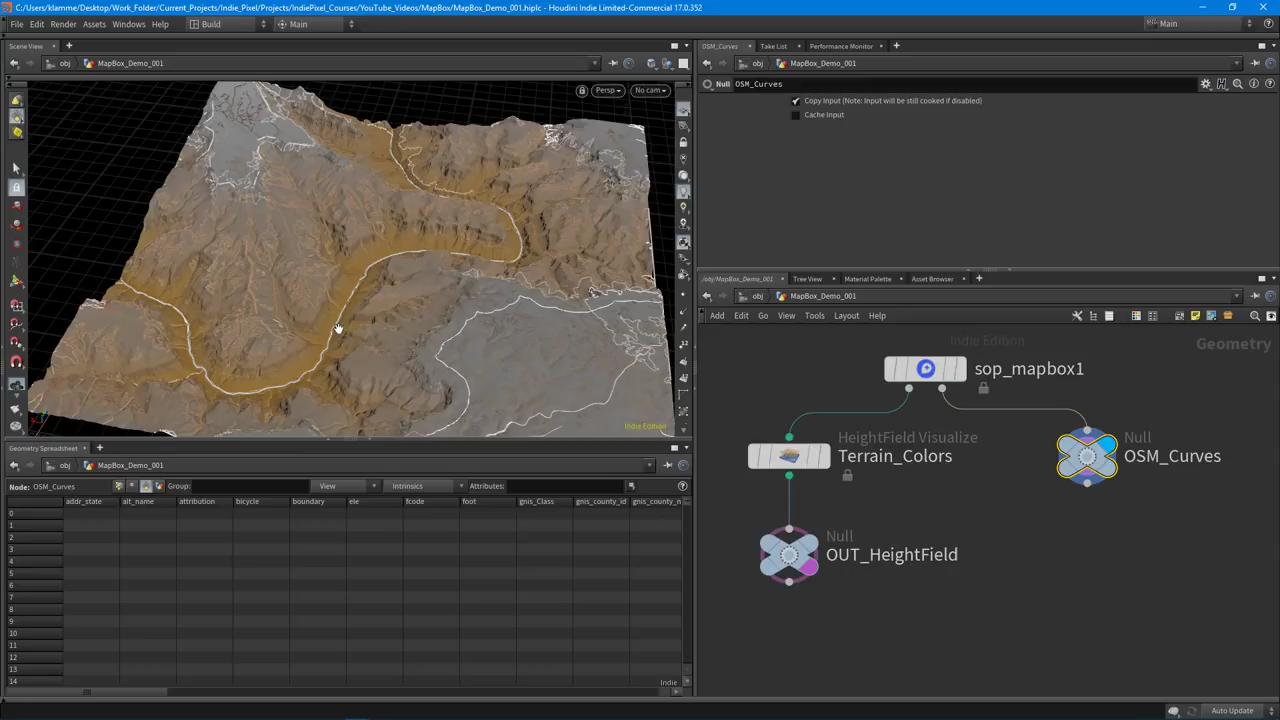 C:/Users/klamme/Desktop/Work_Folder/Current_Projects/Indie_Pixel/Projects/IndiePixel_Courses/YouTube_Videos/MapBox/MapBox_Demo_001.hiplc - Houdini Indie Limited-Commercial 17.0.352
File Edit Render Assets Windows Help Build Main Main
Scene View
obj MapBox_Demo_001
Persp No cam
Indie Edition
Geometry Spreadsheet
obj MapBox_Demo_001
Node: OSM_Curves Group: View Intrinsics Attributes:
addr_state alt_name attribution bicycle boundary ele fcode foot gnis_Class gnis_county_id gnis_county_n
0
1
2
3
4
5
6
7
8
9
10
11
12
13
14
Indie
OSM_Curves Take List Performance Monitor
obj MapBox_Demo_001
Null OSM_Curves
Copy Input (Note: Input will be still cooked if disabled)
Cache Input
/obj/MapBox_Demo_001 Tree View Material Palette Asset Browser
obj MapBox_Demo_001
Add Edit Go View Tools Layout Help
Indie Edition
Geometry
sop_mapbox1
HeightField Visualize
Terrain_Colors
Null
OSM_Curves
Null
OUT_HeightField
Auto Update